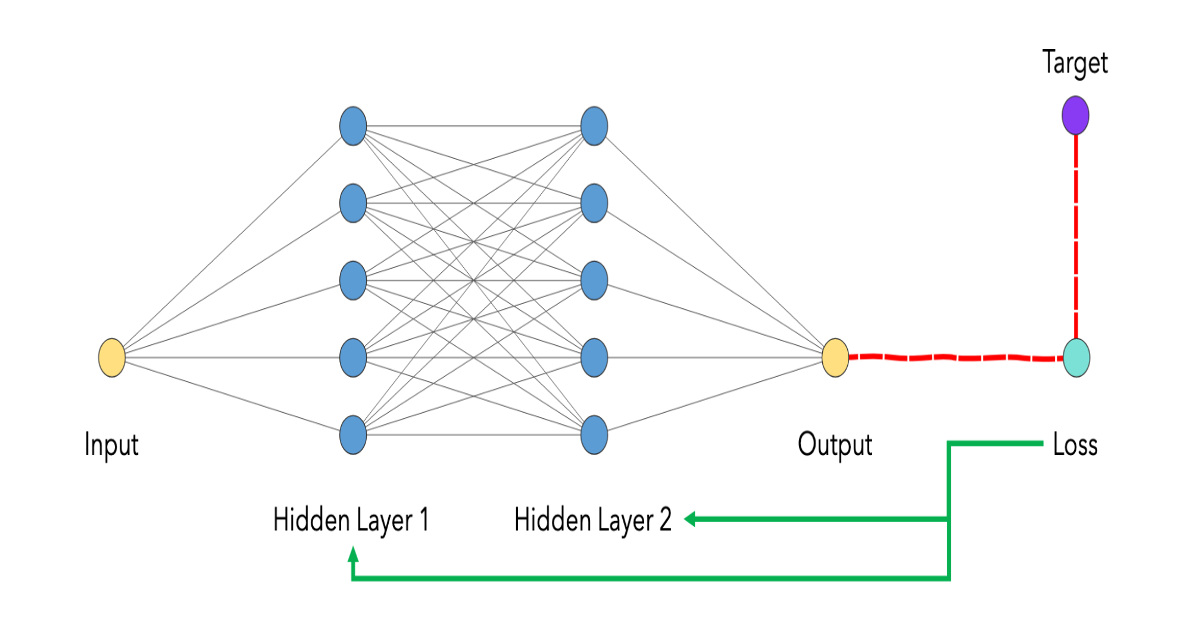 Target
Input
Output
Loss
Hidden Layer 1
Hidden Layer 2